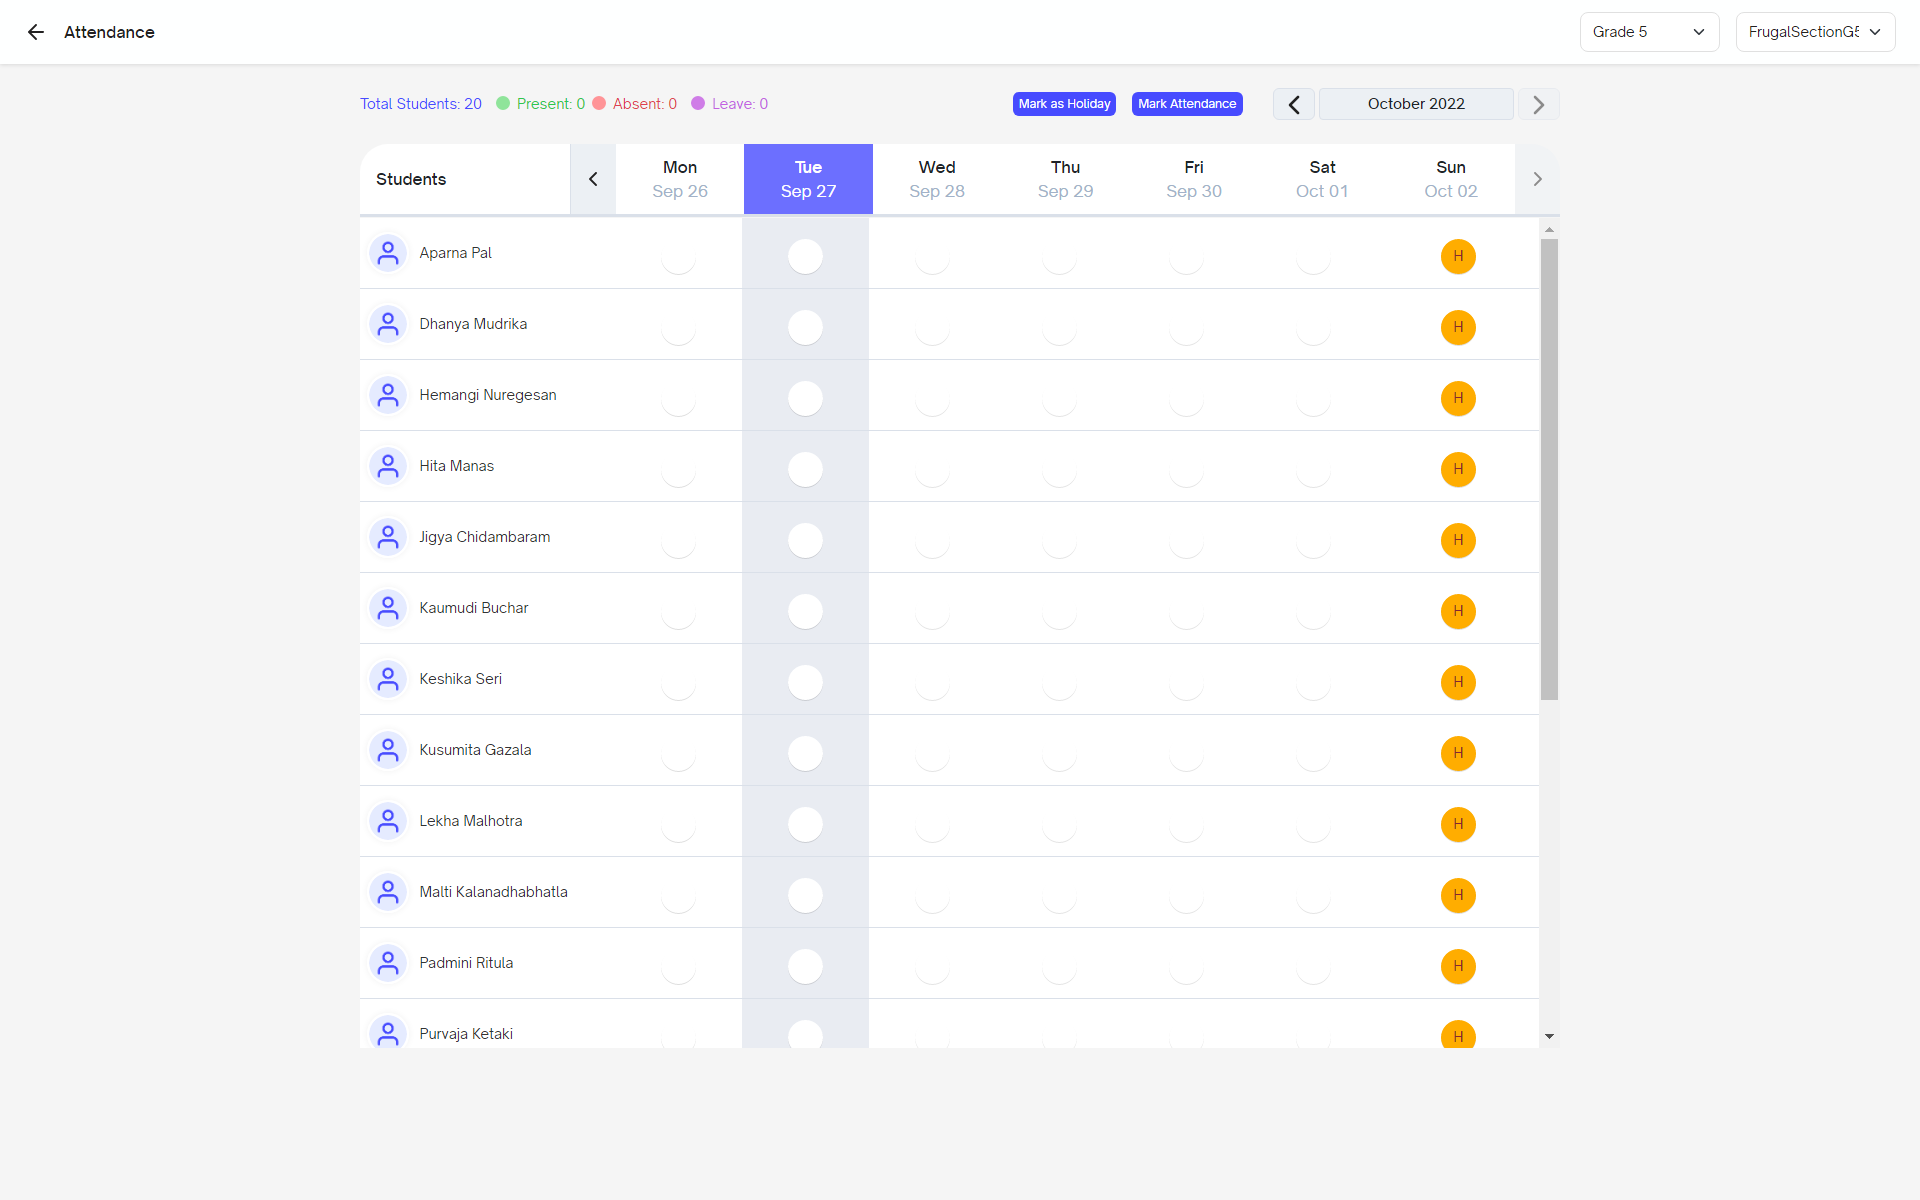 Attendance
Grade 5
FrugalSectionG5
Total Students: 20 Present: 0 Absent: 0 Leave: 0
Mark as Holiday
Mark Attendance
October 2022
Students
Mon Tue Wed Thu Fri Sat Sun
Sep 26 Sep 27 Sep 28 Sep 29 Sep 30 Oct 01 Oct 02
Aparna Pal H
Dhanya Mudrika H
Hemangi Nuregesan H
Hita Manas H
Jigya Chidambaram H
Kaumudi Buchar H
Keshika Seri H
Kusumita Gazala H
Lekha Malhotra H
Malti Kalanadhabhatla H
Padmini Ritula H
Purvaja Ketaki H